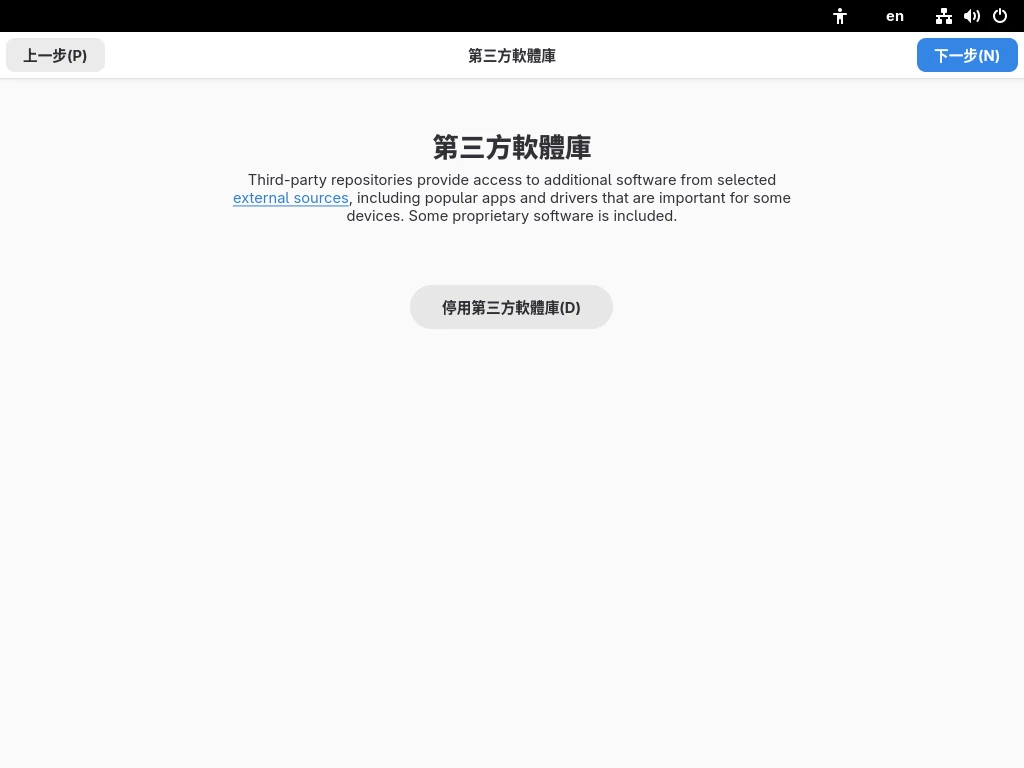 en
上一步(P)
第三方軟體庫
下一步(N)
第三方軟體庫
Third-party repositories provide access to additional software from selected
external sources, including popular apps and drivers that are important for some
devices. Some proprietary software is included.
停用第三方軟體庫(D)